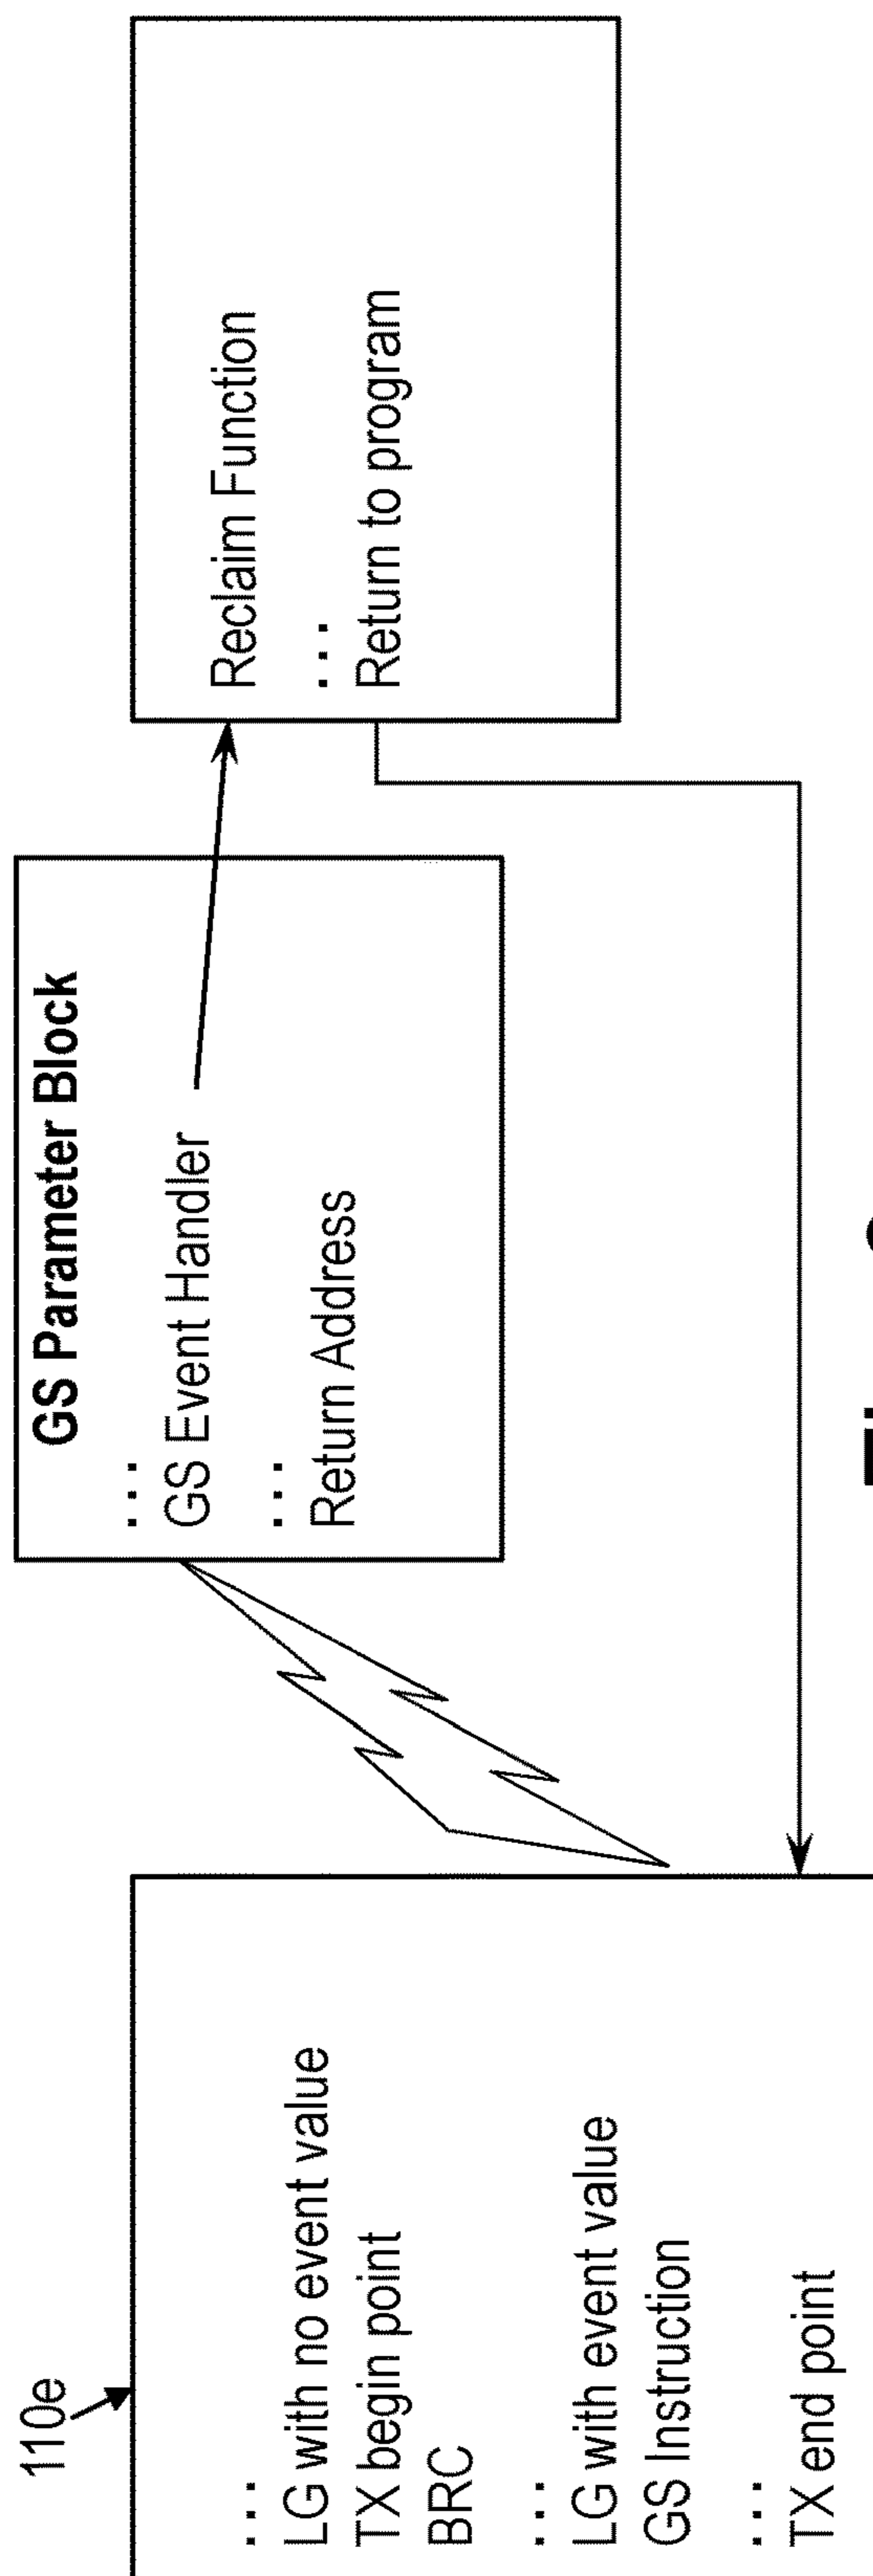 110e
...
LG with no event value
TX begin point
BRC
...
LG with event value
GS Instruction
...
TX end point
GS Parameter Block
...
GS Event Handler
...
Return Address
Reclaim Function
...
Return to program